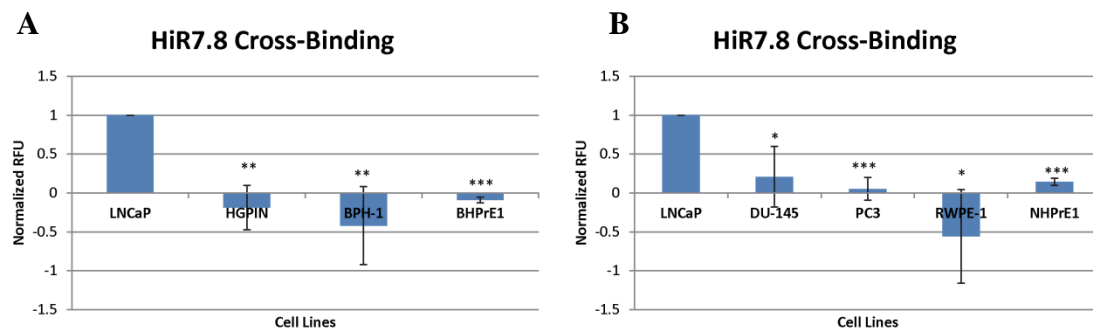 A
HiR7.8 Cross-Binding
1.5
1
0.5
0
-0.5
-1
-1.5
Normalized RFU
**
**
***
LNCaP
HGPIN
BPH-1
BHPrE1
Cell Lines
B
HiR7.8 Cross-Binding
1.5
1
0.5
0
-0.5
-1
-1.5
Normalized RFU
*
***
*
***
LNCaP
DU-145
PC3
RWPE-1
NHPrE1
Cell Lines